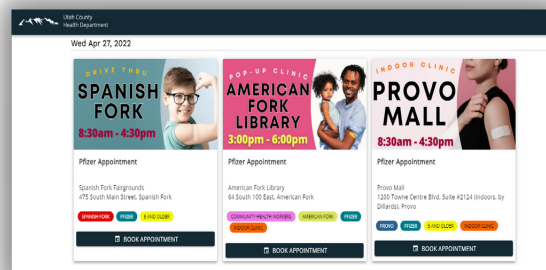 Utah County
Health Department
Wed Apr 27, 2022
DRIVE THRU
SPANISH
FORK
8:30am - 4:30pm
Pfizer Appointment
Spanish Fork Fairgrounds
475 South Main Street, Spanish Fork
SPANISH FORK PFIZER 5 AND OLDER
BOOK APPOINTMENT
POP-UP CLINIC
AMERICAN
FORK
LIBRARY
3:00pm - 6:00pm
Pfizer Appointment
American Fork Library
64 South 100 East, American Fork
COMMUNITY HEALTH WORKERS AMERICAN FORK PFIZER
INDOOR CLINIC
BOOK APPOINTMENT
INDOOR CLINIC
PROVO
MALL
8:30am - 4:30pm
Pfizer Appointment
Provo Mall
1200 Towne Centre Blvd. Suite #2124 (Indoors, by
Dillards), Provo
PROVO PFIZER 5 AND OLDER INDOOR CLINIC
BOOK APPOINTMENT